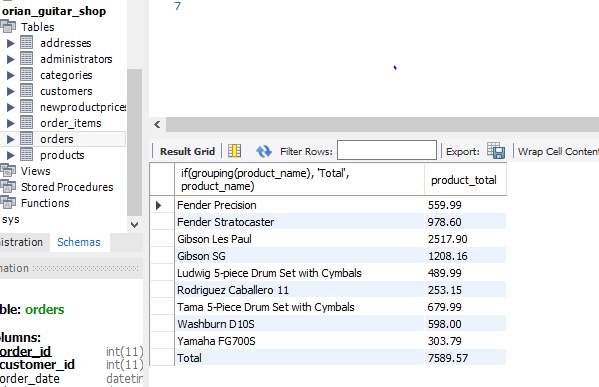 orian_guitar_shop
Tables
addresses
administrators
categories
customers
newproductprice
order_items
orders
products
Views
Stored Procedures
Functions
sys
nistration Schemas
mation
ble: orders
olumns:
order_id int(11)
customer_id int(11)
order_date datetin
7
Result Grid Filter Rows: Export: Wrap Cell Conten
if(grouping(product_name), 'Total',
product_name) product_total
Fender Precision 559.99
Fender Stratocaster 978.60
Gibson Les Paul 2517.90
Gibson SG 1208.16
Ludwig 5-piece Drum Set with Cymbals 489.99
Rodriguez Caballero 11 253.15
Tama 5-Piece Drum Set with Cymbals 679.99
Washburn D10S 598.00
Yamaha FG700S 303.79
Total 7589.57